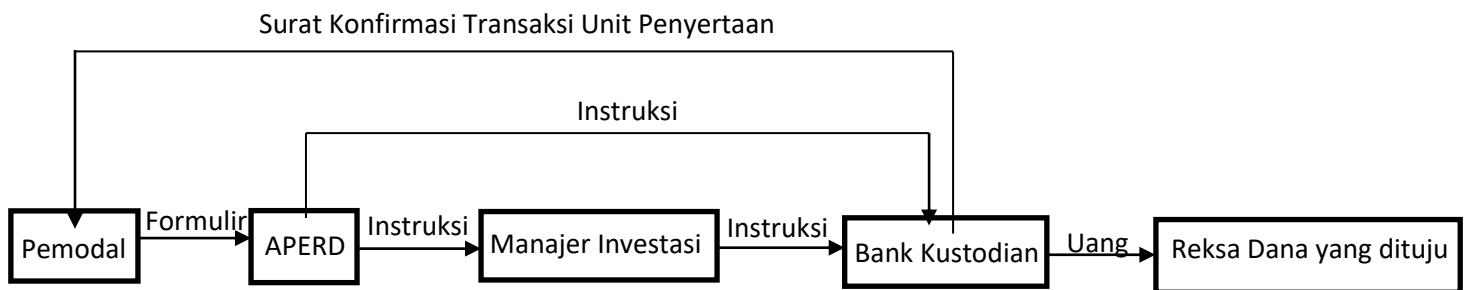 Surat Konfirmasi Transaksi Unit Penyertaan
Instruksi
Pemodal
Formulir
APERD
Instruksi
Manajer Investasi
Instruksi
Bank Kustodian
Uang
Reksa Dana yang dituju